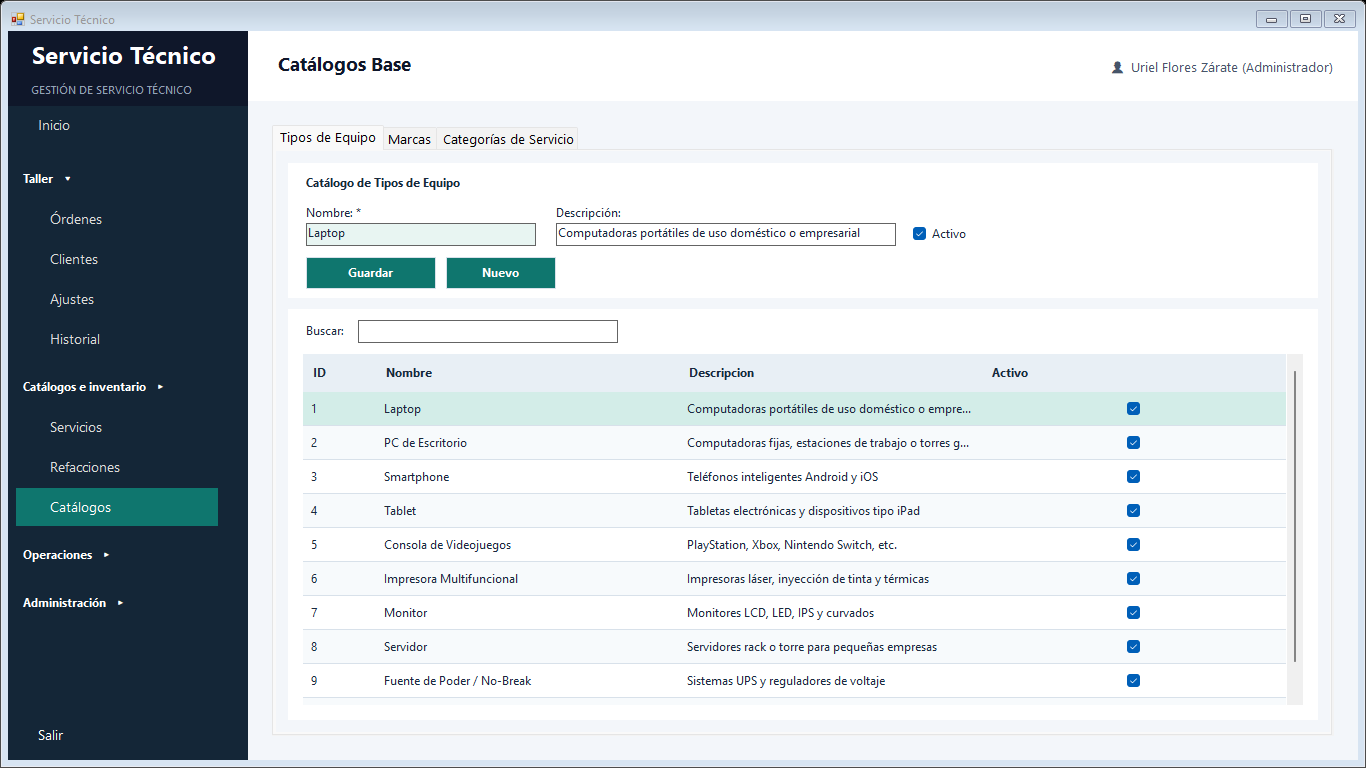 Servicio Técnico
Servicio Técnico
GESTIÓN DE SERVICIO TÉCNICO
Inicio
Taller
Órdenes
Clientes
Ajustes
Historial
Catálogos e inventario
Servicios
Refacciones
Catálogos
Operaciones
Administración
Salir
Catálogos Base
Uriel Flores Zárate (Administrador)
Tipos de Equipo Marcas Categorías de Servicio
Catálogo de Tipos de Equipo
Nombre: * Descripción:
Laptop Computadoras portátiles de uso doméstico o empresarial Activo
Guardar Nuevo
Buscar:
ID Nombre Descripcion Activo
1 Laptop Computadoras portátiles de uso doméstico o empre...
2 PC de Escritorio Computadoras fijas, estaciones de trabajo o torres g...
3 Smartphone Teléfonos inteligentes Android y iOS
4 Tablet Tabletas electrónicas y dispositivos tipo iPad
5 Consola de Videojuegos PlayStation, Xbox, Nintendo Switch, etc.
6 Impresora Multifuncional Impresoras láser, inyección de tinta y térmicas
7 Monitor Monitores LCD, LED, IPS y curvados
8 Servidor Servidores rack o torre para pequeñas empresas
9 Fuente de Poder / No-Break Sistemas UPS y reguladores de voltaje